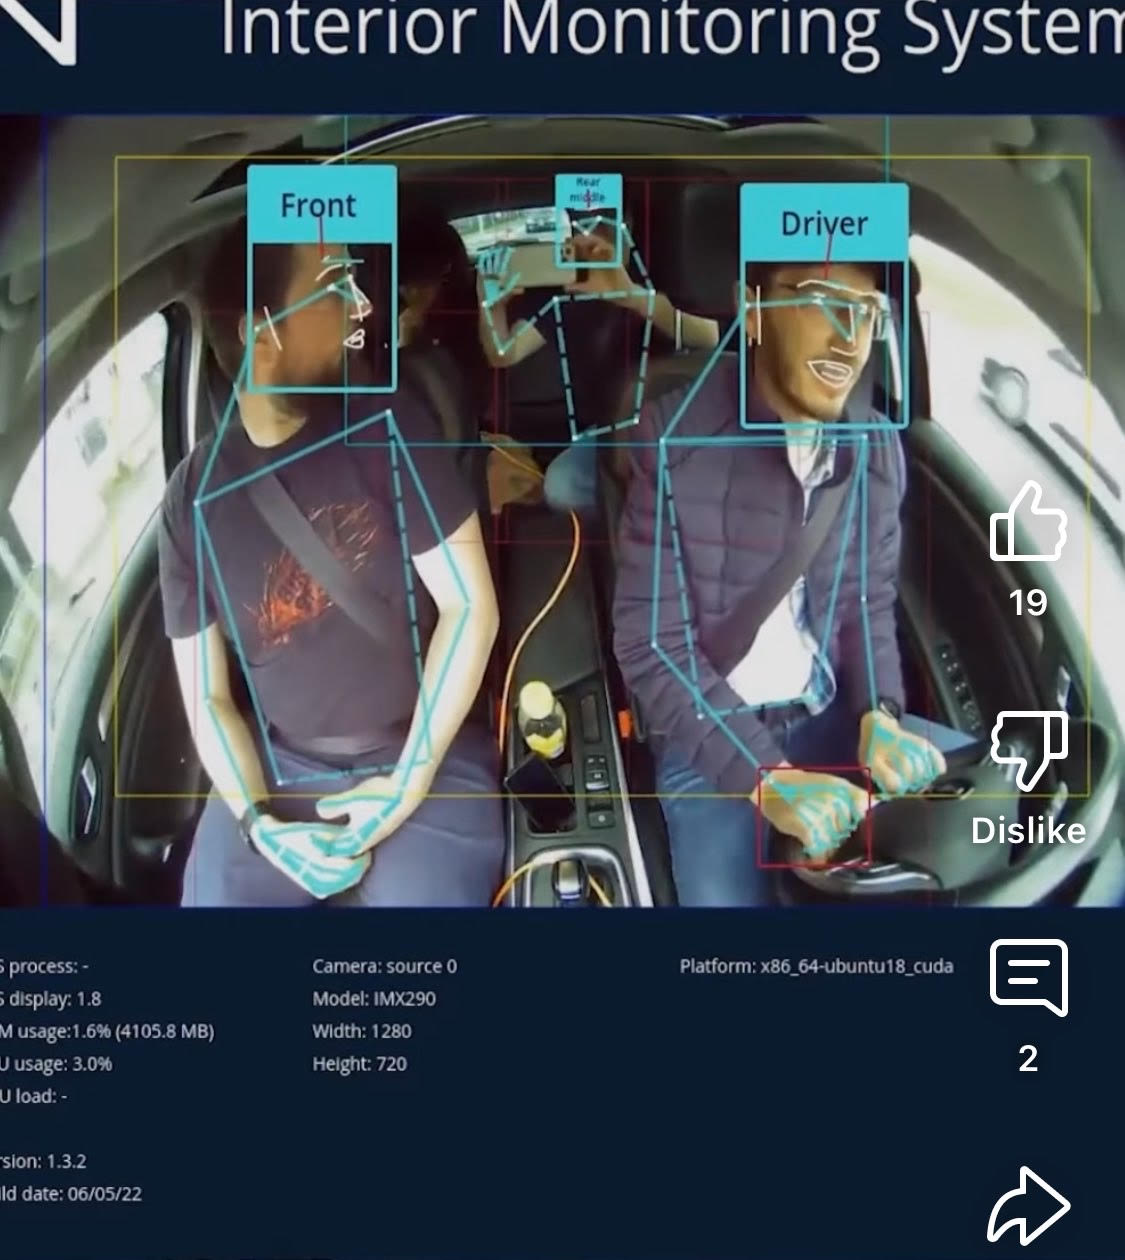 Interior Monitoring System
Front
Rear
middle
Driver
19
Dislike
S process: -
Camera: source 0
Platform: x86_64-ubuntu18_cuda
S display: 1.8
Model: IMX290
M usage:1.6% (4105.8 MB)
Width: 1280
U usage: 3.0%
Height: 720
U load: -
2
rsion: 1.3.2
ild date: 06/05/22